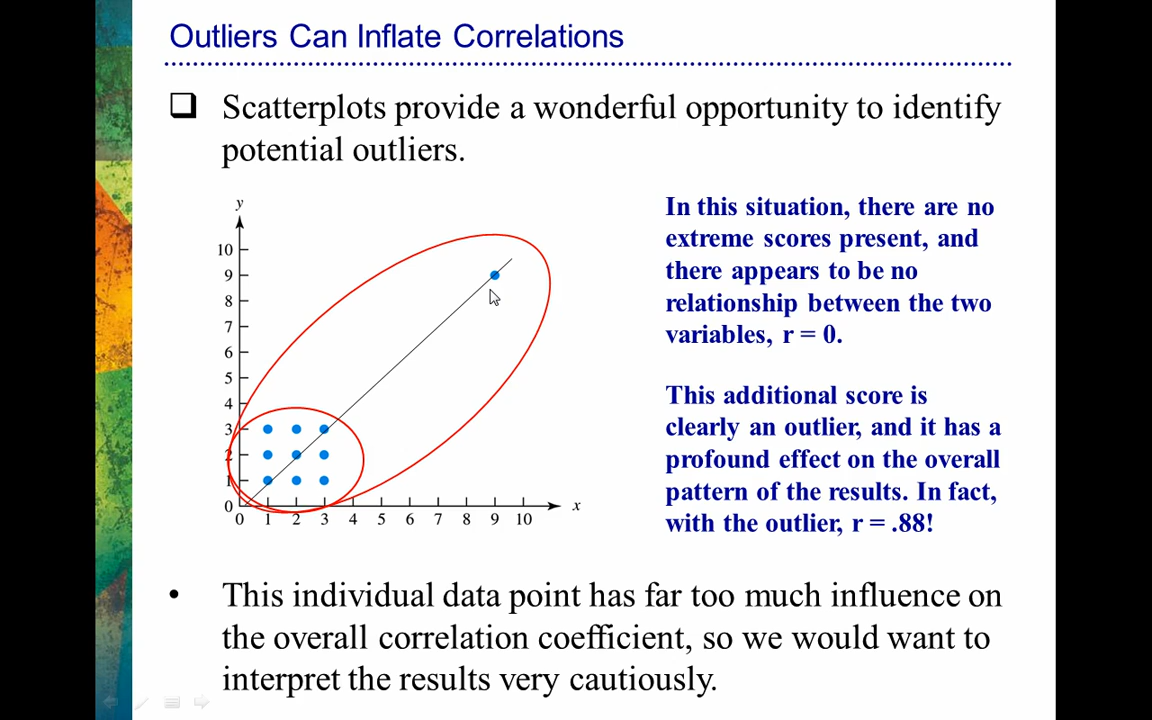 Outliers Can Inflate Correlations
❑ Scatterplots provide a wonderful opportunity to identify
potential outliers.
y
10
9
8
7
6
5
4
3
2
1
0
0 1 2 3 4 5 6 7 8 9 10 x
In this situation, there are no
extreme scores present, and
there appears to be no
relationship between the two
variables, r = 0.
This additional score is
clearly an outlier, and it has a
profound effect on the overall
pattern of the results. In fact,
with the outlier, r = .88!
• This individual data point has far too much influence on
the overall correlation coefficient, so we would want to
interpret the results very cautiously.